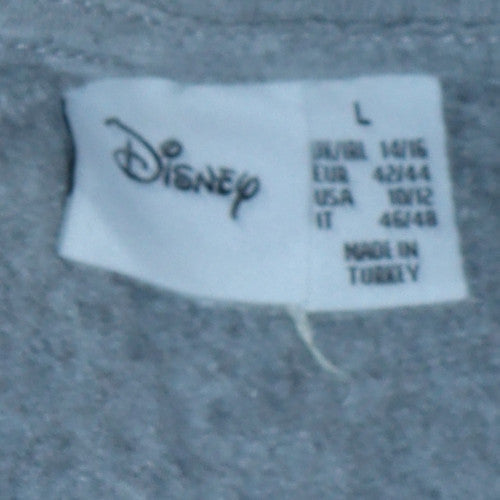 Disney
L
UK/IRL 14/16
EUR 42/44
USA 10/12
IT 46/48
MADE IN
TURKEY